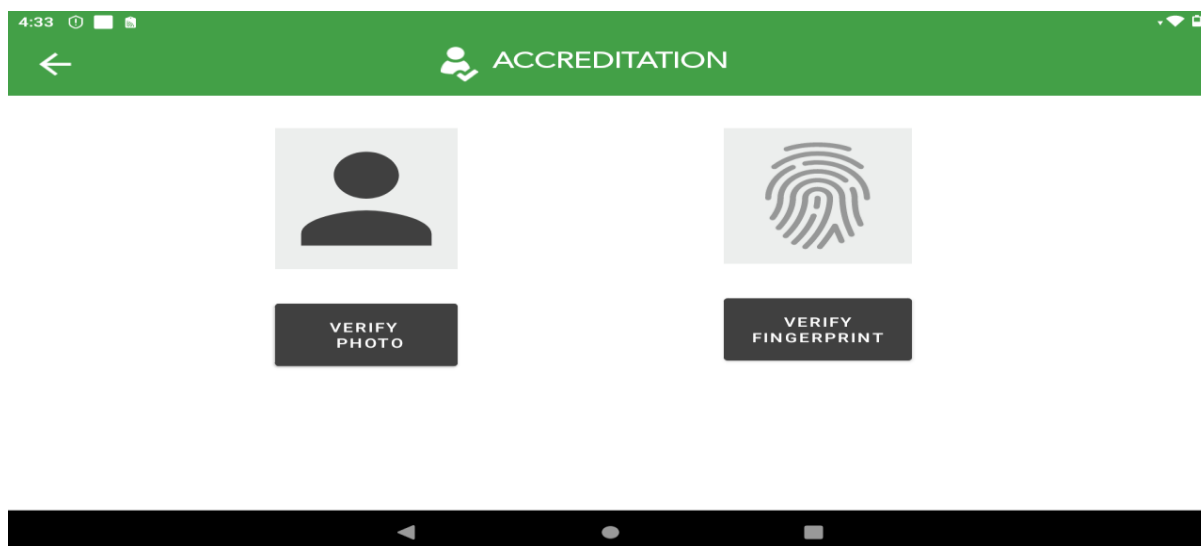 4:33
ACCREDITATION
VERIFY
PHOTO
VERIFY
FINGERPRINT